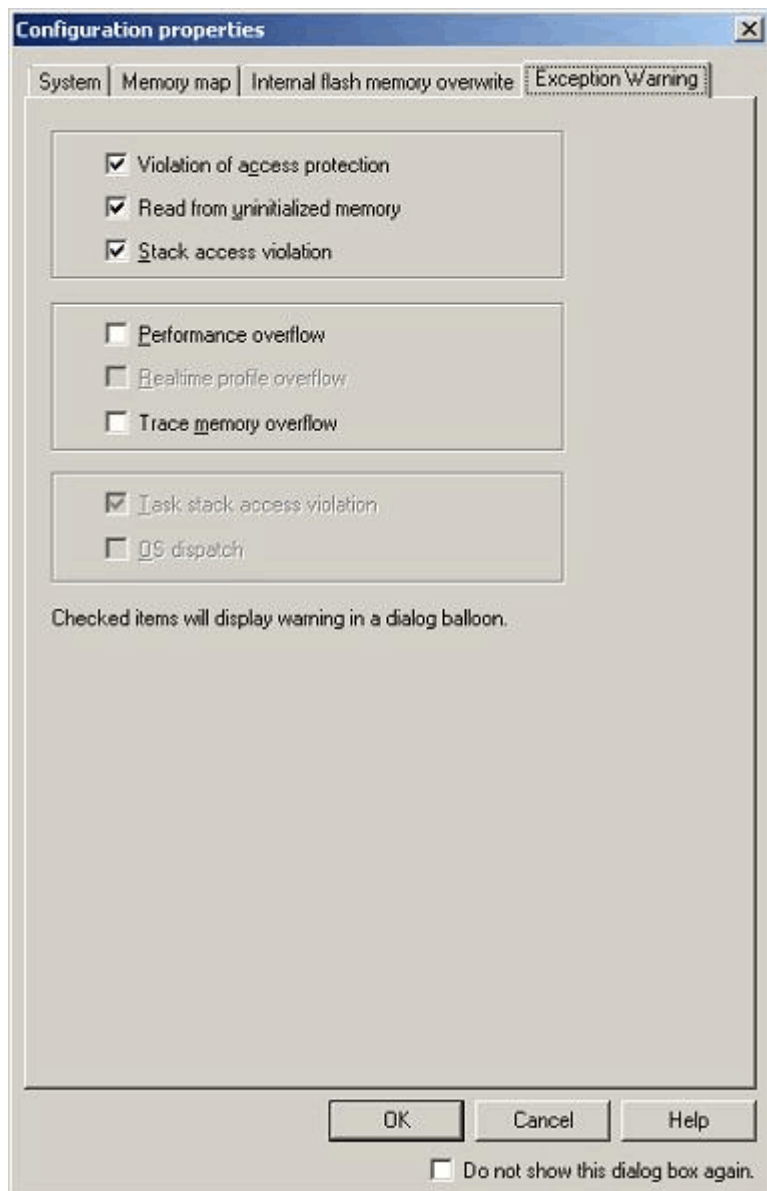 Configuration properties
System
Memory map
Internal flash memory overwrite
Exception Warning
Violation of access protection
Read from uninitialized memory
Stack access violation
Performance overflow
Realtime profile overflow
Trace memory overflow
Task stack access violation
OS dispatch
Checked items will display warning in a dialog balloon.
OK
Cancel
Help
Do not show this dialog box again.